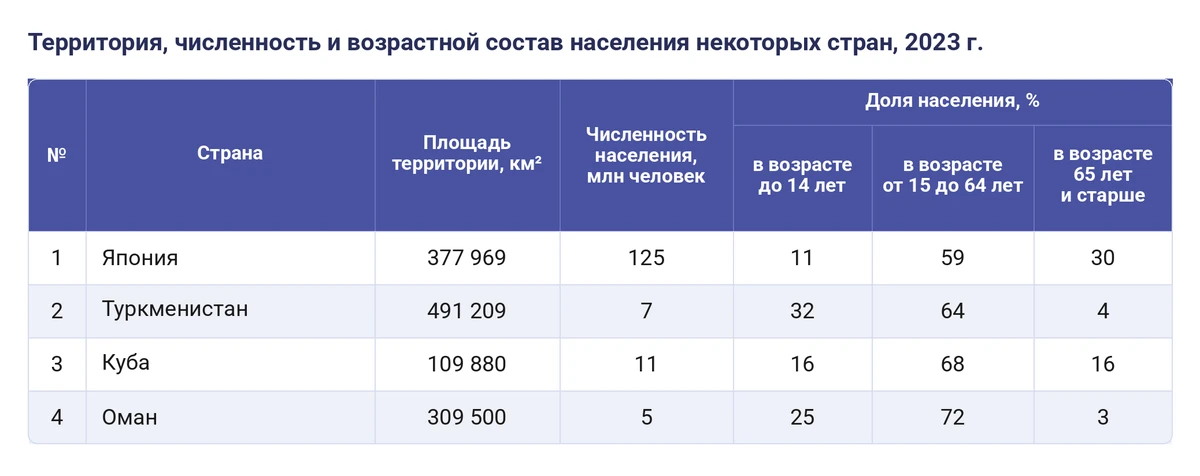 Территория, численность и возрастной состав населения некоторых стран, 2023 г.
№
Страна
Площадь
территории, км²
Численность
населения,
млн человек
Доля населения, %
в возрасте
до 14 лет
в возрасте
от 15 до 64 лет
в возрасте
65 лет
и старше
1 Япония 377 969 125 11 59 30
2 Туркменистан 491 209 7 32 64 4
3 Куба 109 880 11 16 68 16
4 Оман 309 500 5 25 72 3